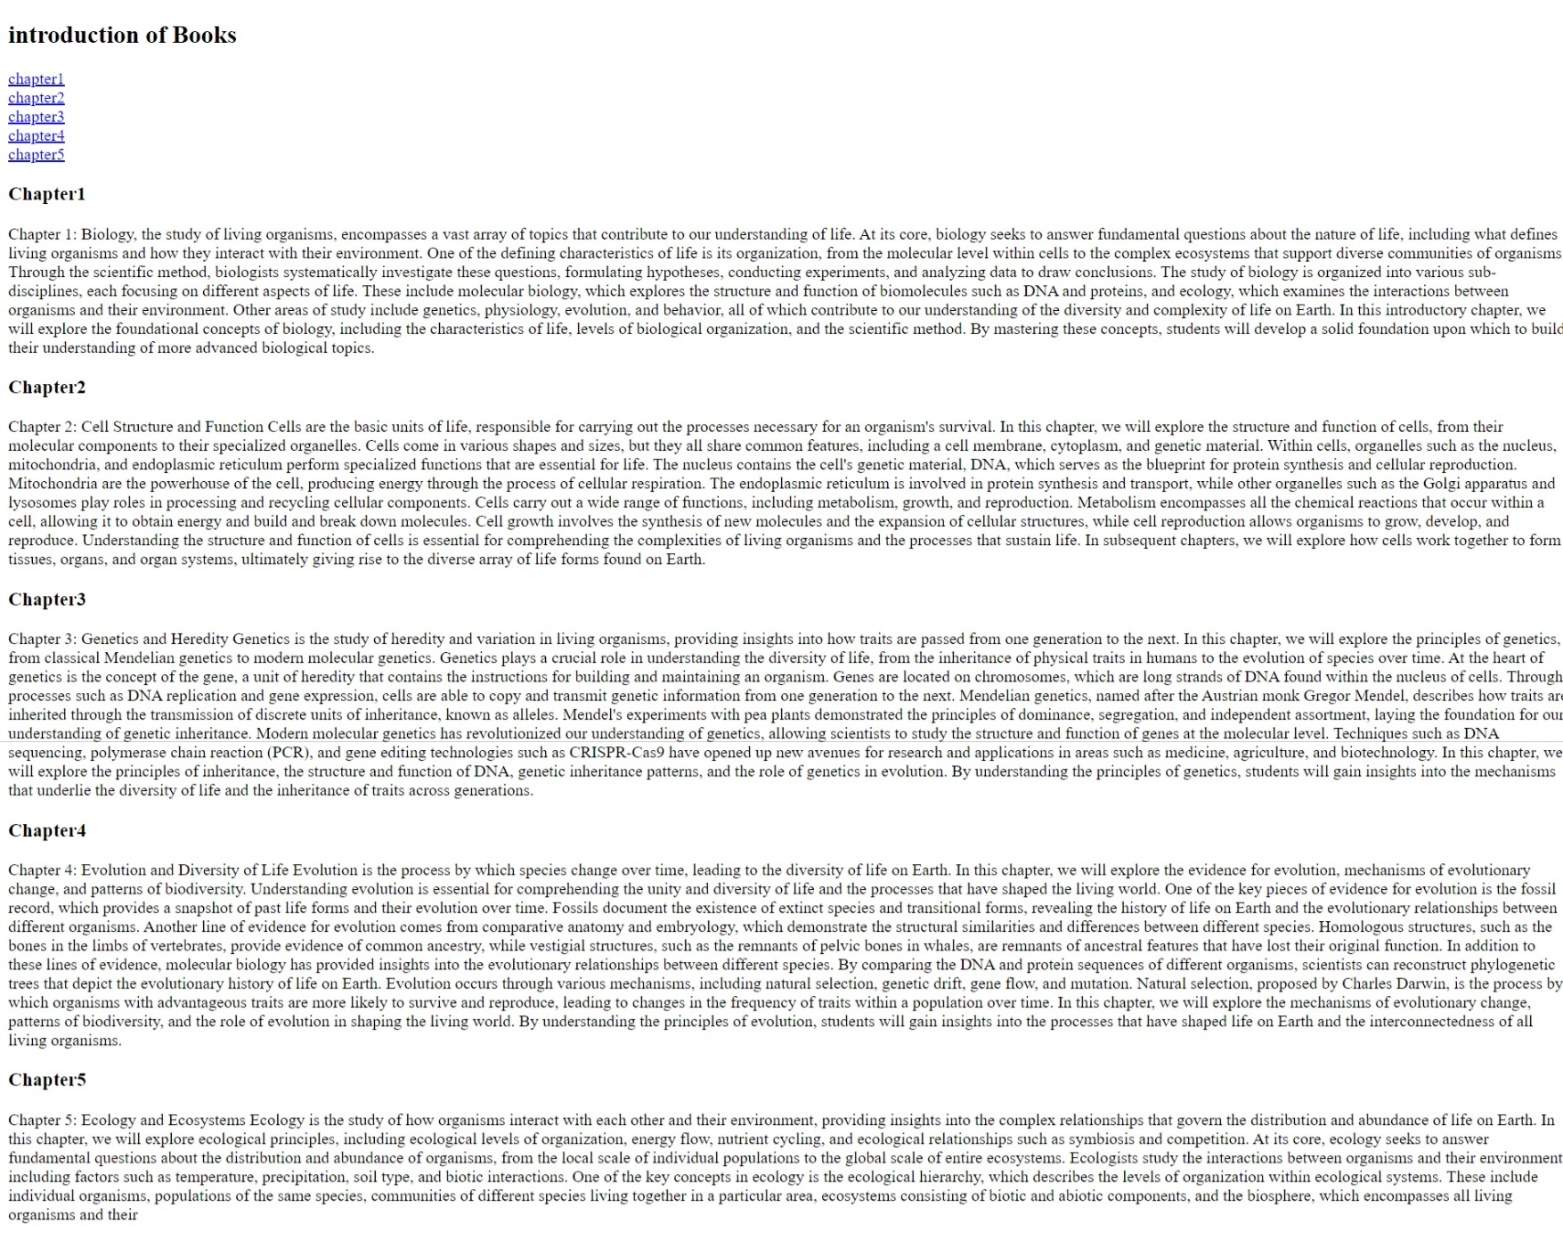 introduction of Books
chapter1
chapter2
chapter3
chapter4
chapter5
Chapter1
Chapter 1: Biology, the study of living organisms, encompasses a vast array of topics that contribute to our understanding of life. At its core, biology seeks to answer fundamental questions about the nature of life, including what defines
living organisms and how they interact with their environment. One of the defining characteristics of life is its organization, from the molecular level within cells to the complex ecosystems that support diverse communities of organisms
Through the scientific method, biologists systematically investigate these questions, formulating hypotheses, conducting experiments, and analyzing data to draw conclusions. The study of biology is organized into various sub-
disciplines, each focusing on different aspects of life. These include molecular biology, which explores the structure and function of biomolecules such as DNA and proteins, and ecology, which examines the interactions between
organisms and their environment. Other areas of study include genetics, physiology, evolution, and behavior, all of which contribute to our understanding of the diversity and complexity of life on Earth. In this introductory chapter, we
will explore the foundational concepts of biology, including the characteristics of life, levels of biological organization, and the scientific method. By mastering these concepts, students will develop a solid foundation upon which to build
their understanding of more advanced biological topics.
Chapter2
Chapter 2: Cell Structure and Function Cells are the basic units of life, responsible for carrying out the processes necessary for an organism's survival. In this chapter, we will explore the structure and function of cells, from their
molecular components to their specialized organelles. Cells come in various shapes and sizes, but they all share common features, including a cell membrane, cytoplasm, and genetic material. Within cells, organelles such as the nucleus,
mitochondria, and endoplasmic reticulum perform specialized functions that are essential for life. The nucleus contains the cell's genetic material, DNA, which serves as the blueprint for protein synthesis and cellular reproduction.
Mitochondria are the powerhouse of the cell, producing energy through the process of cellular respiration. The endoplasmic reticulum is involved in protein synthesis and transport, while other organelles such as the Golgi apparatus and
lysosomes play roles in processing and recycling cellular components. Cells carry out a wide range of functions, including metabolism, growth, and reproduction. Metabolism encompasses all the chemical reactions that occur within a
cell, allowing it to obtain energy and build and break down molecules. Cell growth involves the synthesis of new molecules and the expansion of cellular structures, while cell reproduction allows organisms to grow, develop, and
reproduce. Understanding the structure and function of cells is essential for comprehending the complexities of living organisms and the processes that sustain life. In subsequent chapters, we will explore how cells work together to form
tissues, organs, and organ systems, ultimately giving rise to the diverse array of life forms found on Earth.
Chapter3
Chapter 3: Genetics and Heredity Genetics is the study of heredity and variation in living organisms, providing insights into how traits are passed from one generation to the next. In this chapter, we will explore the principles of genetics,
from classical Mendelian genetics to modern molecular genetics. Genetics plays a crucial role in understanding the diversity of life, from the inheritance of physical traits in humans to the evolution of species over time. At the heart of
genetics is the concept of the gene, a unit of heredity that contains the instructions for building and maintaining an organism. Genes are located on chromosomes, which are long strands of DNA found within the nucleus of cells. Through
processes such as DNA replication and gene expression, cells are able to copy and transmit genetic information from one generation to the next. Mendelian genetics, named after the Austrian monk Gregor Mendel, describes how traits are
inherited through the transmission of discrete units of inheritance, known as alleles. Mendel's experiments with pea plants demonstrated the principles of dominance, segregation, and independent assortment, laying the foundation for our
understanding of genetic inheritance. Modern molecular genetics has revolutionized our understanding of genetics, allowing scientists to study the structure and function of genes at the molecular level. Techniques such as DNA
sequencing, polymerase chain reaction (PCR), and gene editing technologies such as CRISPR-Cas9 have opened up new avenues for research and applications in areas such as medicine, agriculture, and biotechnology. In this chapter, we
will explore the principles of inheritance, the structure and function of DNA, genetic inheritance patterns, and the role of genetics in evolution. By understanding the principles of genetics, students will gain insights into the mechanisms
that underlie the diversity of life and the inheritance of traits across generations.
Chapter4
Chapter 4: Evolution and Diversity of Life Evolution is the process by which species change over time, leading to the diversity of life on Earth. In this chapter, we will explore the evidence for evolution, mechanisms of evolutionary
change, and patterns of biodiversity. Understanding evolution is essential for comprehending the unity and diversity of life and the processes that have shaped the living world. One of the key pieces of evidence for evolution is the fossil
record, which provides a snapshot of past life forms and their evolution over time. Fossils document the existence of extinct species and transitional forms, revealing the history of life on Earth and the evolutionary relationships between
different organisms. Another line of evidence for evolution comes from comparative anatomy and embryology, which demonstrate the structural similarities and differences between different species. Homologous structures, such as the
bones in the limbs of vertebrates, provide evidence of common ancestry, while vestigial structures, such as the remnants of pelvic bones in whales, are remnants of ancestral features that have lost their original function. In addition to
these lines of evidence, molecular biology has provided insights into the evolutionary relationships between different species. By comparing the DNA and protein sequences of different organisms, scientists can reconstruct phylogenetic
trees that depict the evolutionary history of life on Earth. Evolution occurs through various mechanisms, including natural selection, genetic drift, gene flow, and mutation. Natural selection, proposed by Charles Darwin, is the process by
which organisms with advantageous traits are more likely to survive and reproduce, leading to changes in the frequency of traits within a population over time. In this chapter, we will explore the mechanisms of evolutionary change,
patterns of biodiversity, and the role of evolution in shaping the living world. By understanding the principles of evolution, students will gain insights into the processes that have shaped life on Earth and the interconnectedness of all
living organisms.
Chapter5
Chapter 5: Ecology and Ecosystems Ecology is the study of how organisms interact with each other and their environment, providing insights into the complex relationships that govern the distribution and abundance of life on Earth. In
this chapter, we will explore ecological principles, including ecological levels of organization, energy flow, nutrient cycling, and ecological relationships such as symbiosis and competition. At its core, ecology seeks to answer
fundamental questions about the distribution and abundance of organisms, from the local scale of individual populations to the global scale of entire ecosystems. Ecologists study the interactions between organisms and their environment
including factors such as temperature, precipitation, soil type, and biotic interactions. One of the key concepts in ecology is the ecological hierarchy, which describes the levels of organization within ecological systems. These include
individual organisms, populations of the same species, communities of different species living together in a particular area, ecosystems consisting of biotic and abiotic components, and the biosphere, which encompasses all living
organisms and their